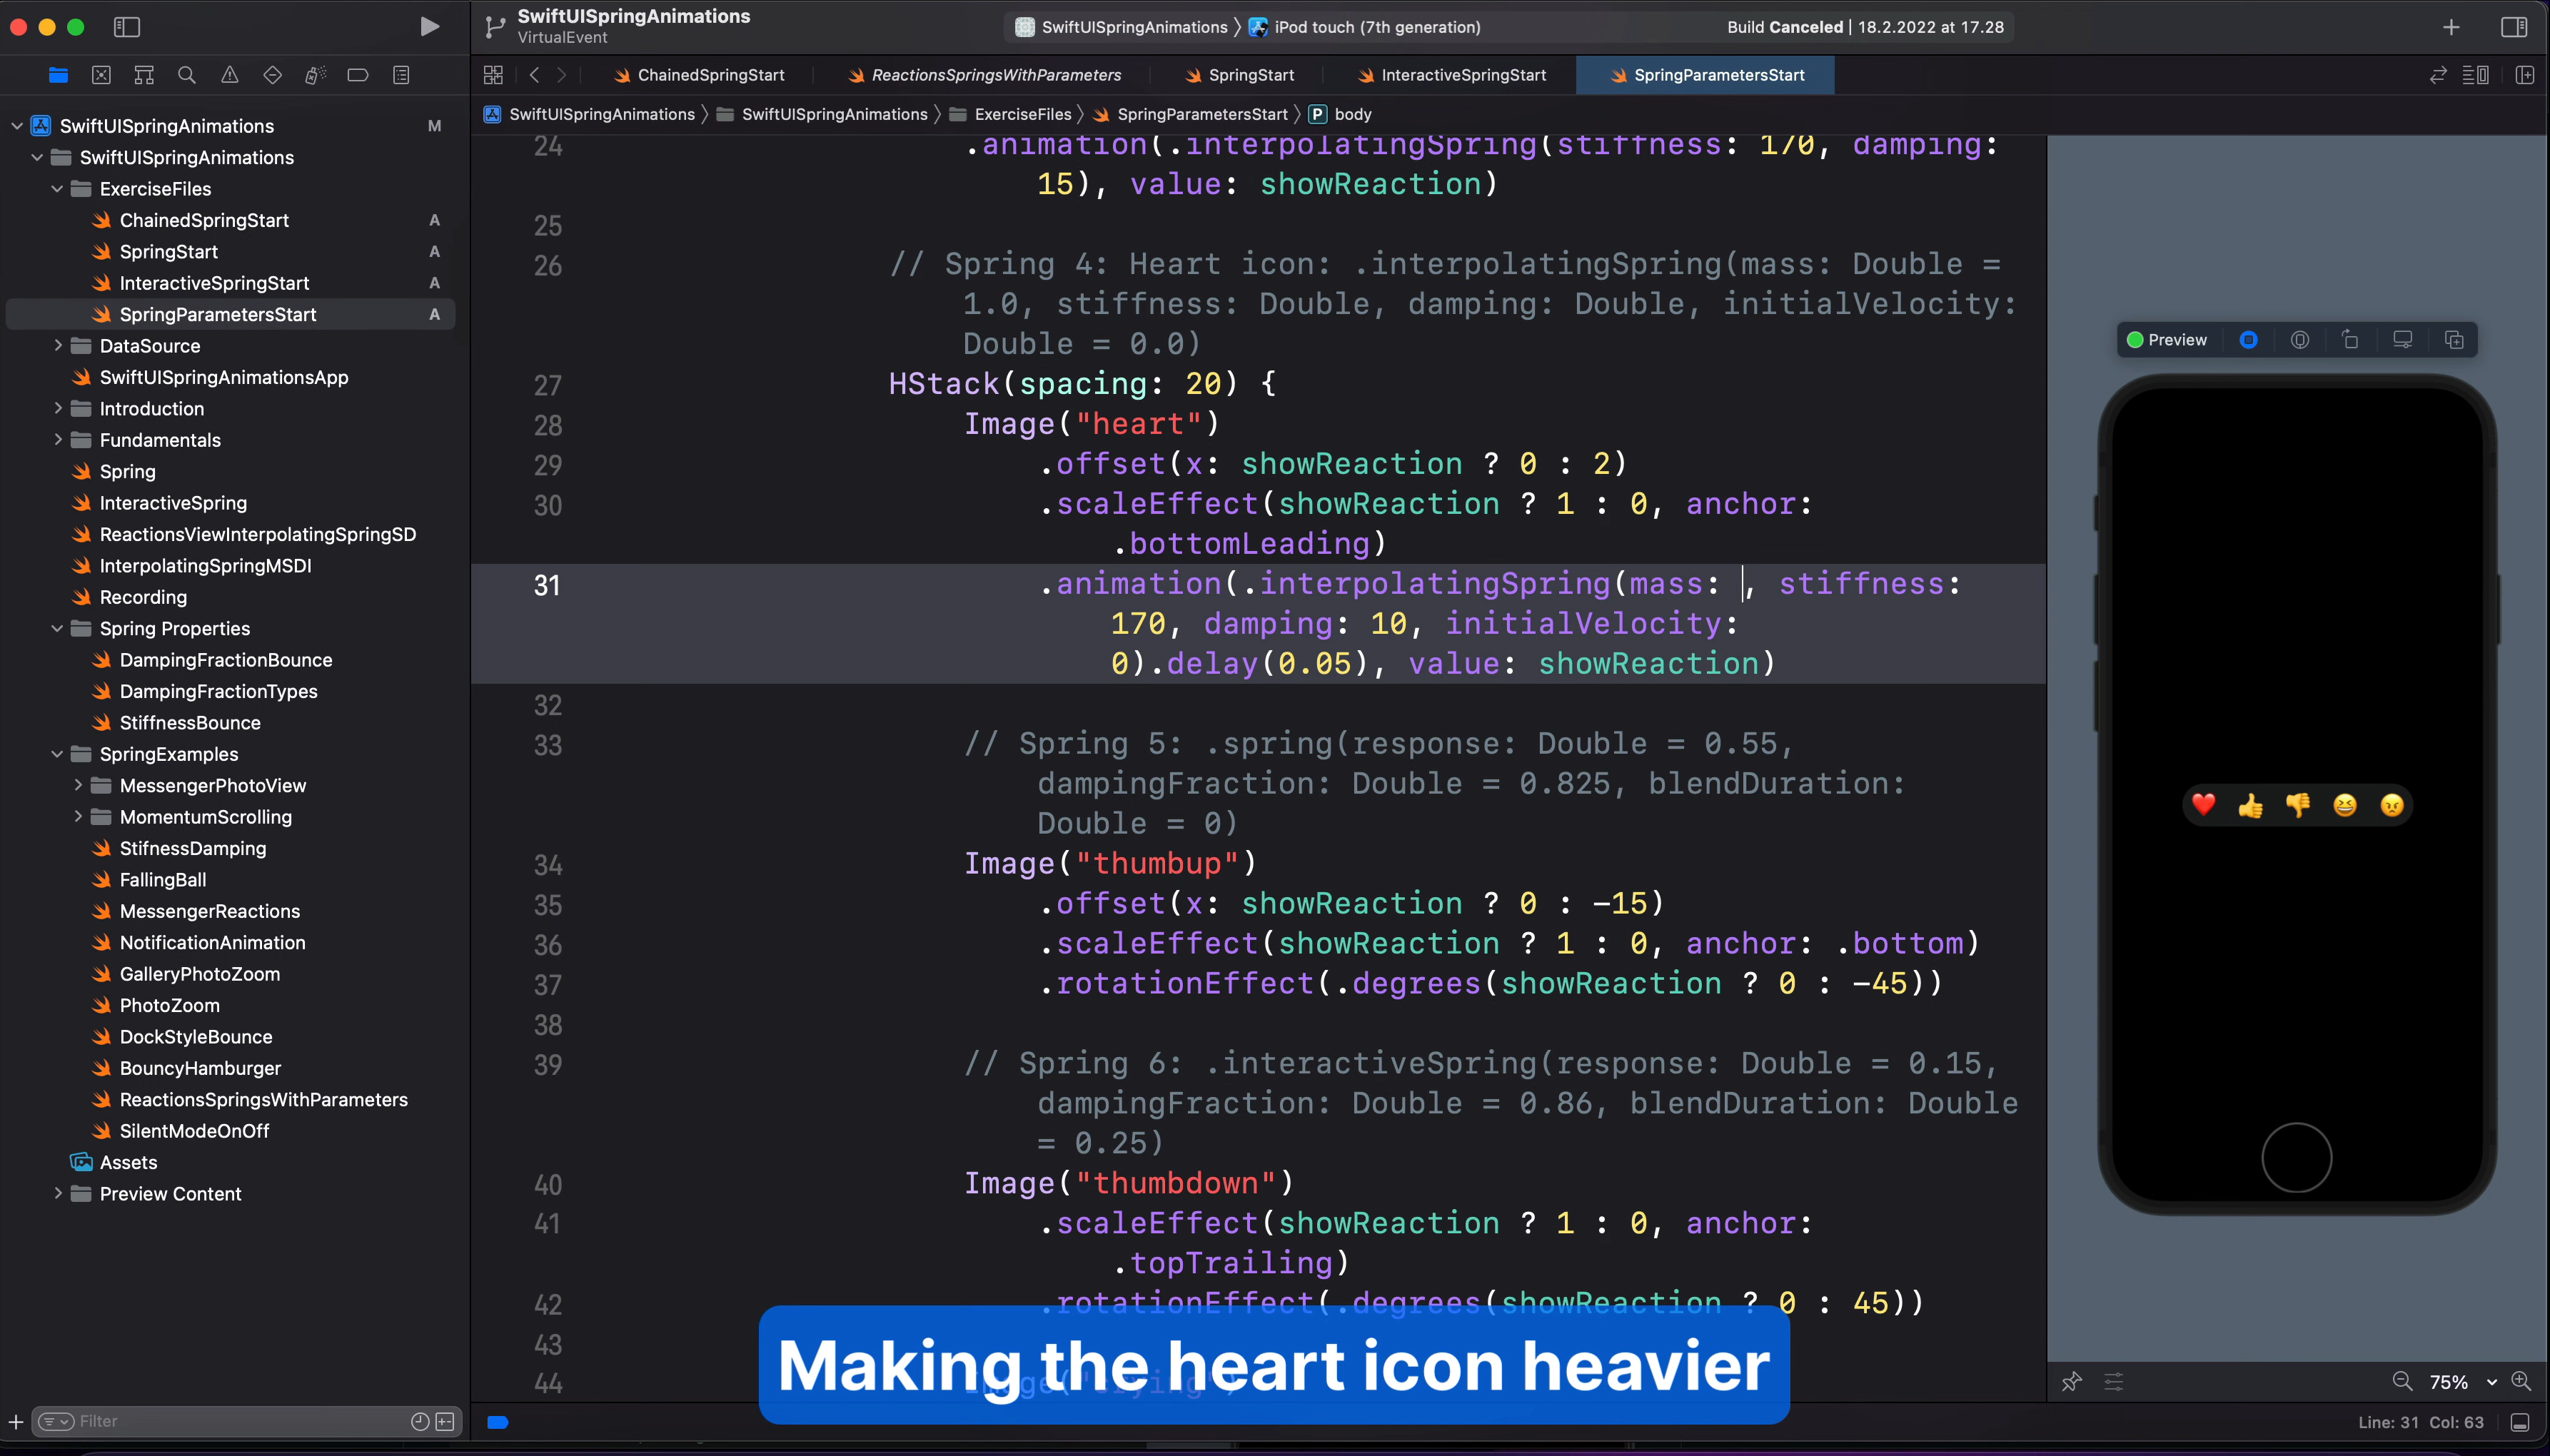 SwiftUISpringAnimations
VirtualEvent
SwiftUISpringAnimations 〉 iPod touch (7th generation)
Build Canceled | 18.2.2022 at 17.28
ChainedSpringStart
ReactionsSpringsWithParameters
SpringStart
InteractiveSpringStart
SpringParametersStart
SwiftUISpringAnimations 〉 SwiftUISpringAnimations 〉 ExerciseFiles 〉 SpringParametersStart 〉 P body
SwiftUISpringAnimations M
SwiftUISpringAnimations
ExerciseFiles
ChainedSpringStart A
SpringStart A
InteractiveSpringStart A
SpringParametersStart A
DataSource
SwiftUISpringAnimationsApp
Introduction
Fundamentals
Spring
InteractiveSpring
ReactionsViewInterpolatingSpringSD
InterpolatingSpringMSDI
Recording
Spring Properties
DampingFractionBounce
DampingFractionTypes
StiffnessBounce
SpringExamples
MessengerPhotoView
MomentumScrolling
StifnessDamping
FallingBall
MessengerReactions
NotificationAnimation
GalleryPhotoZoom
PhotoZoom
DockStyleBounce
BouncyHamburger
ReactionsSpringsWithParameters
SilentModeOnOff
Assets
Preview Content
Filter
24 .animation(.interpolatingSpring(stiffness: 170, damping:
15), value: showReaction)
25
26 // Spring 4: Heart icon: .interpolatingSpring(mass: Double =
1.0, stiffness: Double, damping: Double, initialVelocity:
Double = 0.0)
27 HStack(spacing: 20) {
28 Image("heart")
29 .offset(x: showReaction ? 0 : 2)
30 .scaleEffect(showReaction ? 1 : 0, anchor:
.bottomLeading)
31 .animation(.interpolatingSpring(mass: , stiffness:
170, damping: 10, initialVelocity:
0).delay(0.05), value: showReaction)
32
33 // Spring 5: .spring(response: Double = 0.55,
dampingFraction: Double = 0.825, blendDuration:
Double = 0)
34 Image("thumbup")
35 .offset(x: showReaction ? 0 : -15)
36 .scaleEffect(showReaction ? 1 : 0, anchor: .bottom)
37 .rotationEffect(.degrees(showReaction ? 0 : -45))
38
39 // Spring 6: .interactiveSpring(response: Double = 0.15,
dampingFraction: Double = 0.86, blendDuration: Double
= 0.25)
40 Image("thumbdown")
41 .scaleEffect(showReaction ? 1 : 0, anchor:
.topTrailing)
42 .rotationEffect(.degrees(showReaction ? 0 : 45))
43
44
Making the heart icon heavier
Preview
75%
Line: 31 Col: 63